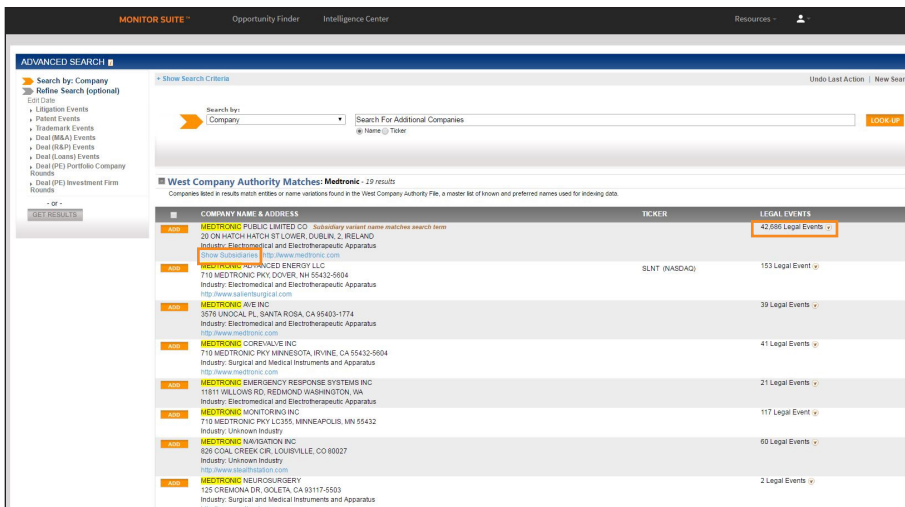 MONITOR SUITE™ Opportunity Finder Intelligence Center Resources
ADVANCED SEARCH
Search by: Company
Refine Search (optional)
Edit Date
Litigation Events
Patent Events
Trademark Events
Deal (M&A) Events
Deal (R&P) Events
Deal (Loans) Events
Deal (PE) Portfolio Company
Rounds
Deal (PE) Investment Firm
Rounds
- or -
GET RESULTS
+ Show Search Criteria Undo Last Action | New Sear
Search by:
Company Search For Additional Companies LOOK-UP
Name Ticker
West Company Authority Matches: Medtronic - 19 results
Companies listed in results match entities or name variations found in the West Company Authority File, a master list of known and preferred names used for indexing data.
COMPANY NAME & ADDRESS TICKER LEGAL EVENTS
ADD MEDTRONIC PUBLIC LIMITED CO Subsidiary variant name matches search term 42,686 Legal Events
20 ON HATCH HATCH ST LOWER, DUBLIN, 2, IRELAND
Industry: Electromedical and Electrotherapeutic Apparatus
Show Subsidiaries http://www.medtronic.com
ADD MEDTRONIC ADVANCED ENERGY LLC SLNT (NASDAQ) 153 Legal Event
710 MEDTRONIC PKY, DOVER, NH 55432-5604
Industry: Electromedical and Electrotherapeutic Apparatus
http://www.salientsurgical.com
ADD MEDTRONIC AVE INC 39 Legal Events
3576 UNOCAL PL, SANTA ROSA, CA 95403-1774
Industry: Electromedical and Electrotherapeutic Apparatus
http://www.medtronic.com
ADD MEDTRONIC COREVALVE INC 41 Legal Events
710 MEDTRONIC PKY MINNESOTA, IRVINE, CA 55432-5604
Industry: Surgical and Medical Instruments and Apparatus
http://www.medtronic.com
ADD MEDTRONIC EMERGENCY RESPONSE SYSTEMS INC 21 Legal Events
11811 WILLOWS RD, REDMOND WASHINGTON, WA
Industry: Electromedical and Electrotherapeutic Apparatus
ADD MEDTRONIC MONITORING INC 117 Legal Event
710 MEDTRONIC PKY LC355, MINNEAPOLIS, MN 55432
Industry: Unknown Industry
ADD MEDTRONIC NAVIGATION INC 60 Legal Events
826 COAL CREEK CIR, LOUISVILLE, CO 80027
Industry: Unknown Industry
http://www.stealthstation.com
ADD MEDTRONIC NEUROSURGERY 2 Legal Events
125 CREMONA DR, GOLETA, CA 93117-5503
Industry: Surgical and Medical Instruments and Apparatus